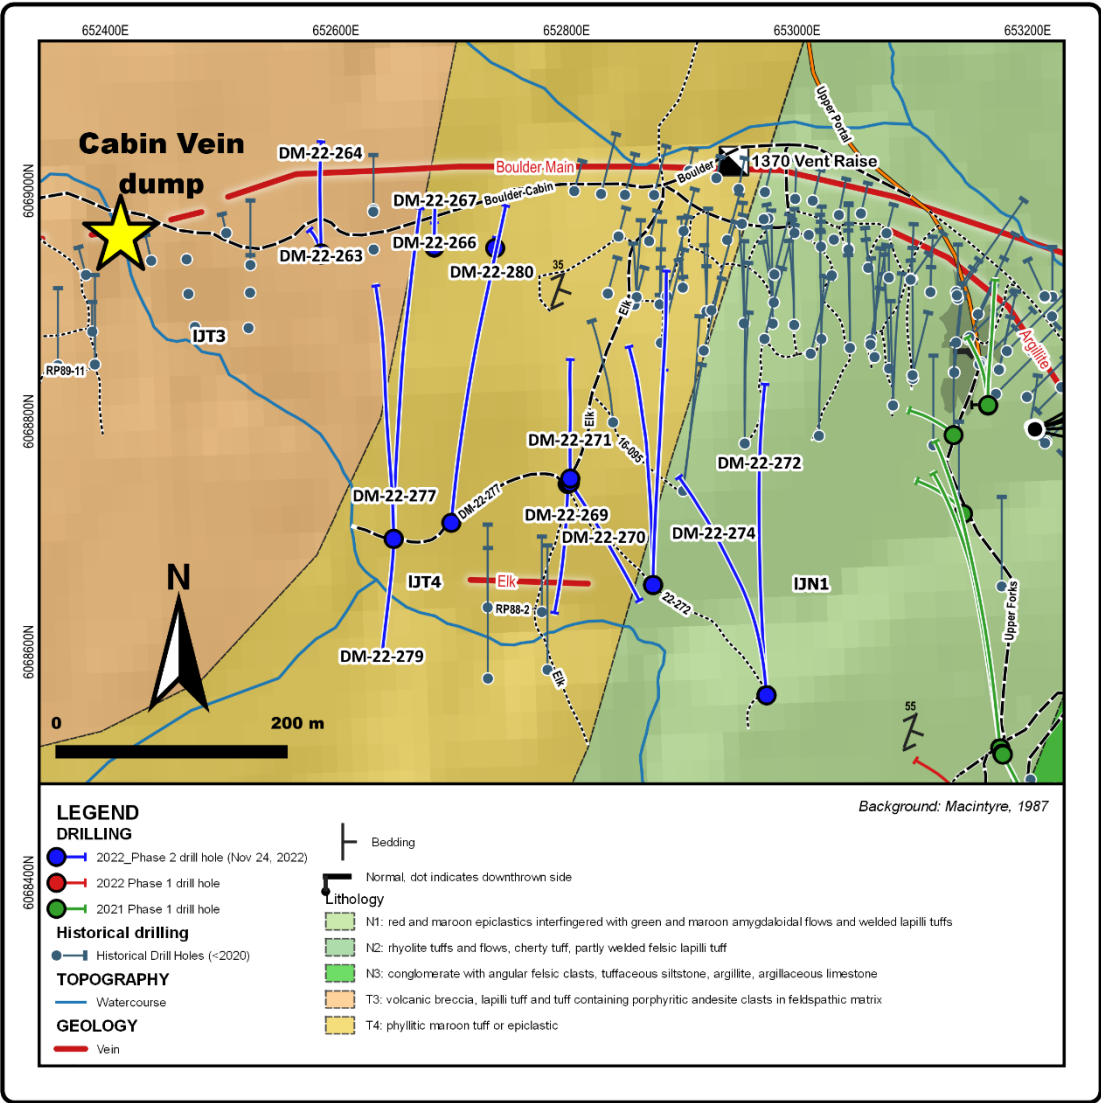 652400E 652600E 652800E 653000E 653200E
6069000N
6068800N
6068600N
6068400N
Cabin Vein
dump
DM-22-264
Boulder-Main
Boulder
1370 Vent Raise
Upper Portal
DM-22-267
Boulder-Cabin
DM-22-263
DM-22-266
DM-22-280
35
Elk
IJT3
RP89-11
Argillite
Elk
DM-22-271
16-095
DM-22-272
DM-22-277
DM-22-277
DM-22-269
DM-22-270
DM-22-274
IJT4
Elk
RP88-2
22-272
IJN1
Upper Forks
N
DM-22-279
Elk
55
0 200 m
LEGEND
Background: Macintyre, 1987
DRILLING
2022_Phase 2 drill hole (Nov 24, 2022)
2022 Phase 1 drill hole
2021 Phase 1 drill hole
Historical drilling
Historical Drill Holes (<2020)
TOPOGRAPHY
Watercourse
GEOLOGY
Vein
Bedding
Normal, dot indicates downthrown side
Lithology
N1: red and maroon epiclastics interfingered with green and maroon amygdaloidal flows and welded lapilli tuffs
N2: rhyolite tuffs and flows, cherty tuff, partly welded felsic lapilli tuff
N3: conglomerate with angular felsic clasts, tuffaceous siltstone, argillite, argillaceous limestone
T3: volcanic breccia, lapilli tuff and tuff containing porphyritic andesite clasts in feldspathic matrix
T4: phyllitic maroon tuff or epiclastic